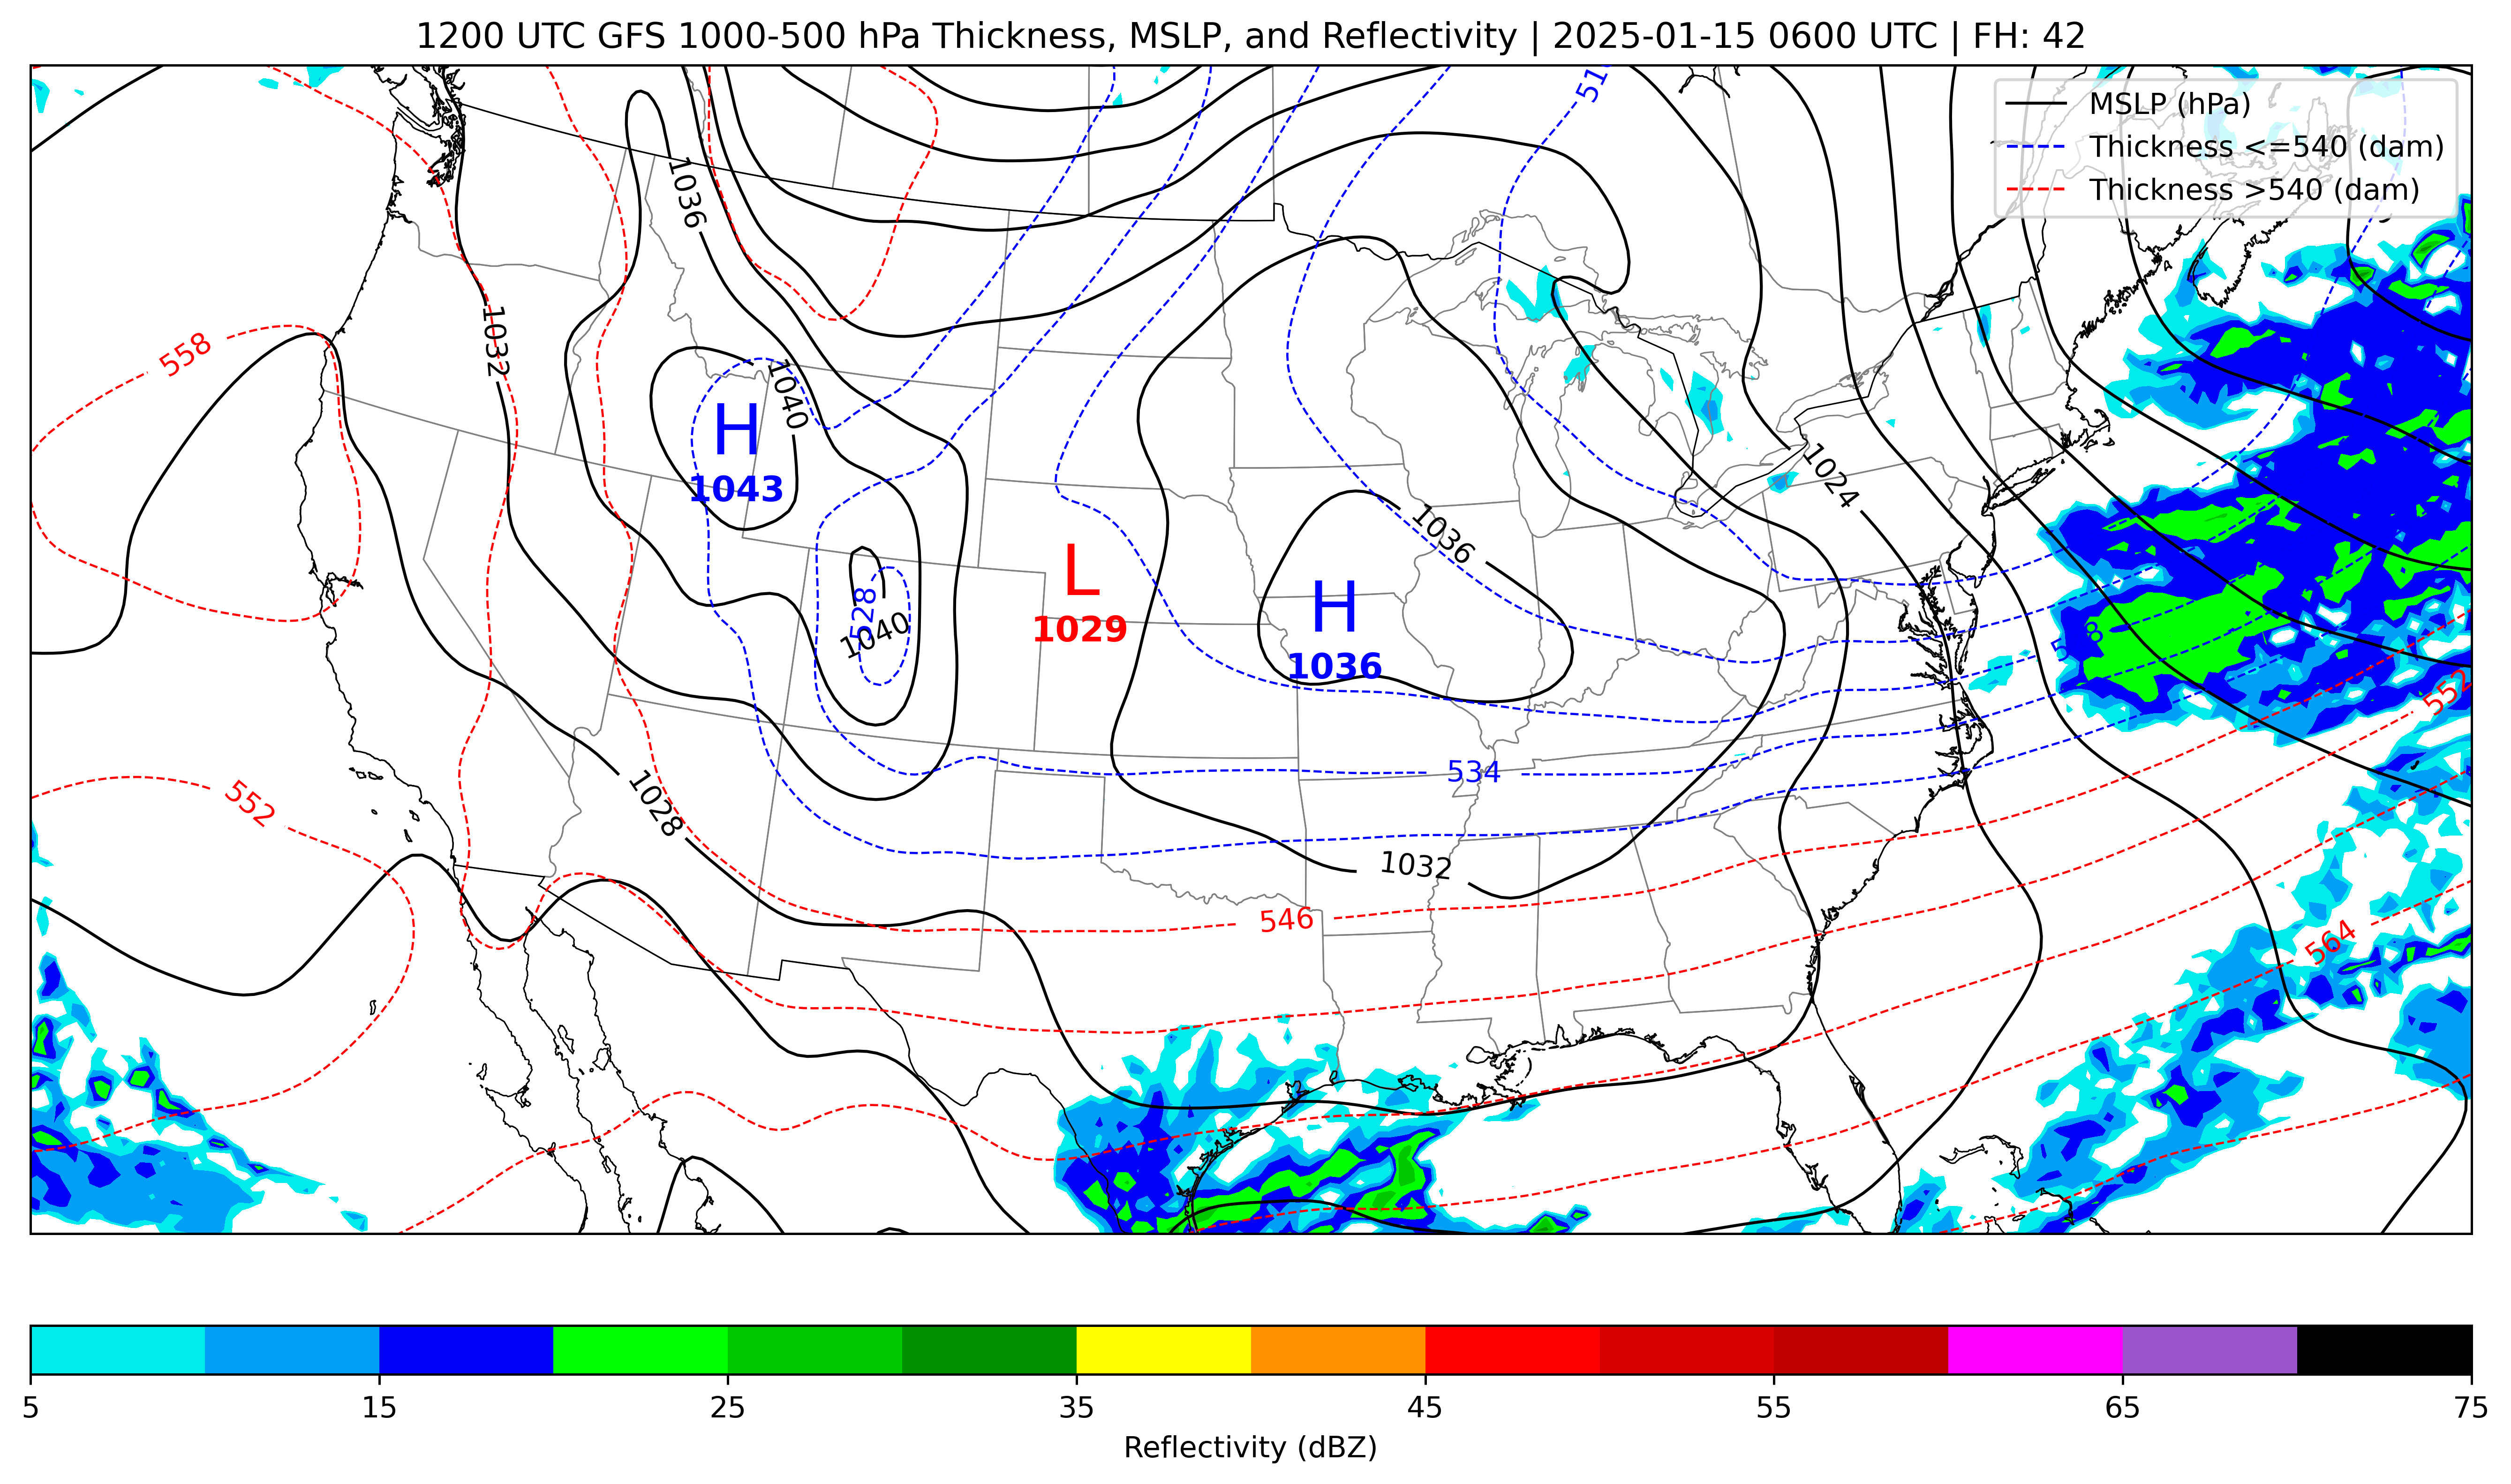 1200 UTC GFS 1000-500 hPa Thickness, MSLP, and Reflectivity | 2025-01-15 0600 UTC | FH: 42
MSLP (hPa)
Thickness <=540 (dam)
Thickness >540 (dam)
1036
558
1032
1040
H
1043
1024
1036
L
1029
528
1040
H
1036
552
552
534
1028
1032
546
564
5 15 25 35 45 55 65 75
Reflectivity (dBZ)